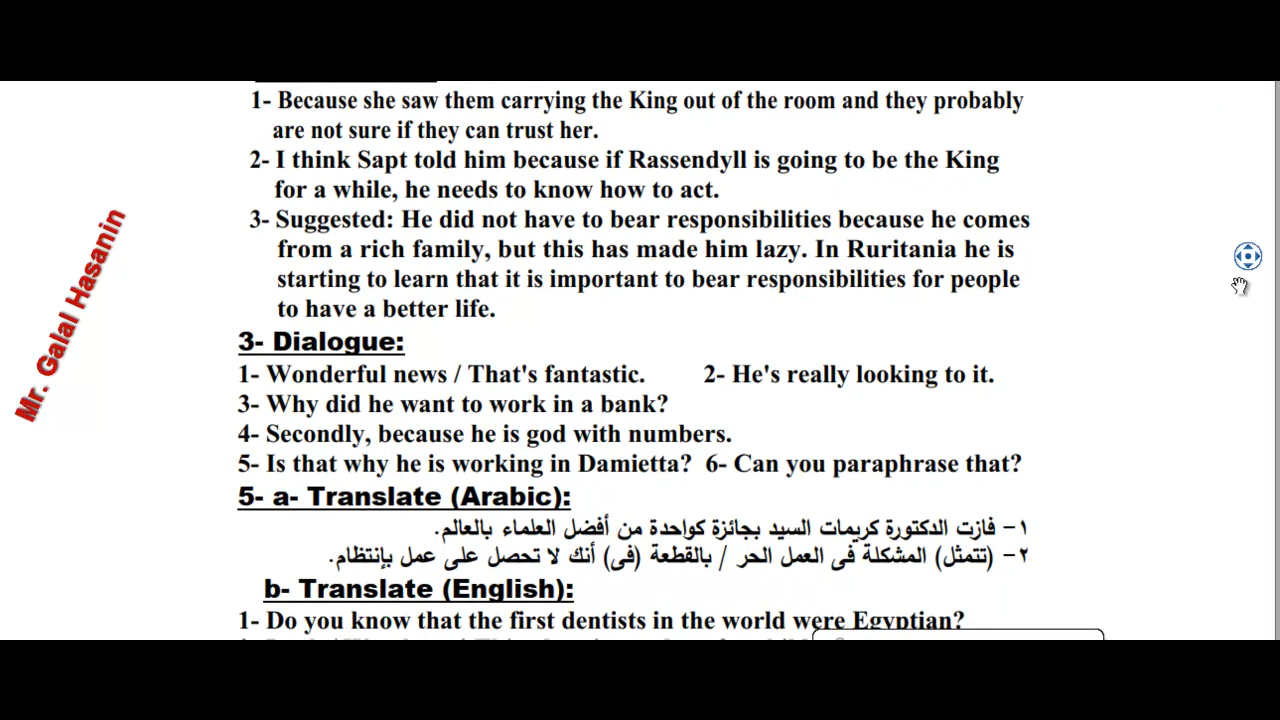 1- Because she saw them carrying the King out of the room and they probably
are not sure if they can trust her.
2- I think Sapt told him because if Rassendyll is going to be the King
for a while, he needs to know how to act.
3- Suggested: He did not have to bear responsibilities because he comes
from a rich family, but this has made him lazy. In Ruritania he is
starting to learn that it is important to bear responsibilities for people
to have a better life.
Mr. Galal Hasanin
3- Dialogue:
1- Wonderful news / That's fantastic. 2- He's really looking to it.
3- Why did he want to work in a bank?
4- Secondly, because he is god with numbers.
5- Is that why he is working in Damietta? 6- Can you paraphrase that?
5- a- Translate (Arabic):
١- فازت الدكتورة كريمات السيد بجائزة كواحدة من أفضل العلماء بالعالم.
٢- (تتمثل) المشكلة فى العمل الحر / بالقطعة (فى) أنك لا تحصل على عمل بإنتظام.
b- Translate (English):
1- Do you know that the first dentists in the world were Egyptian?